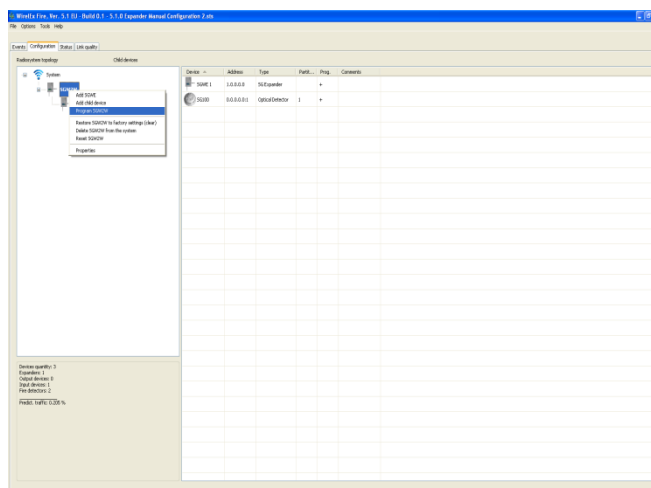 WireEx Fire. Ver. 5.1 EU - Build 0.1 - 5.1.0 Expander Manual Configuration 2.sts
File Options Tools Help
Events Configuration Status Link quality
Radiosystem topology Child devices
System
SGW2W
Add SGWE
Add child device
Program SGW2W
Restore SGW2W to factory settings (clear)
Delete SGW2W from the system
Reset SGW2W
Properties
Device Address Type Partit... Prog. Comments
SGWE 1 1.0.0.0.0 SG Expander +
SG100 0.0.0.0.0:1 Optical Detector 1 +
Devices quantity: 3
Expanders: 1
Output devices: 0
Input devices: 1
Fire detectors: 2
Predict. traffic: 0.200 %